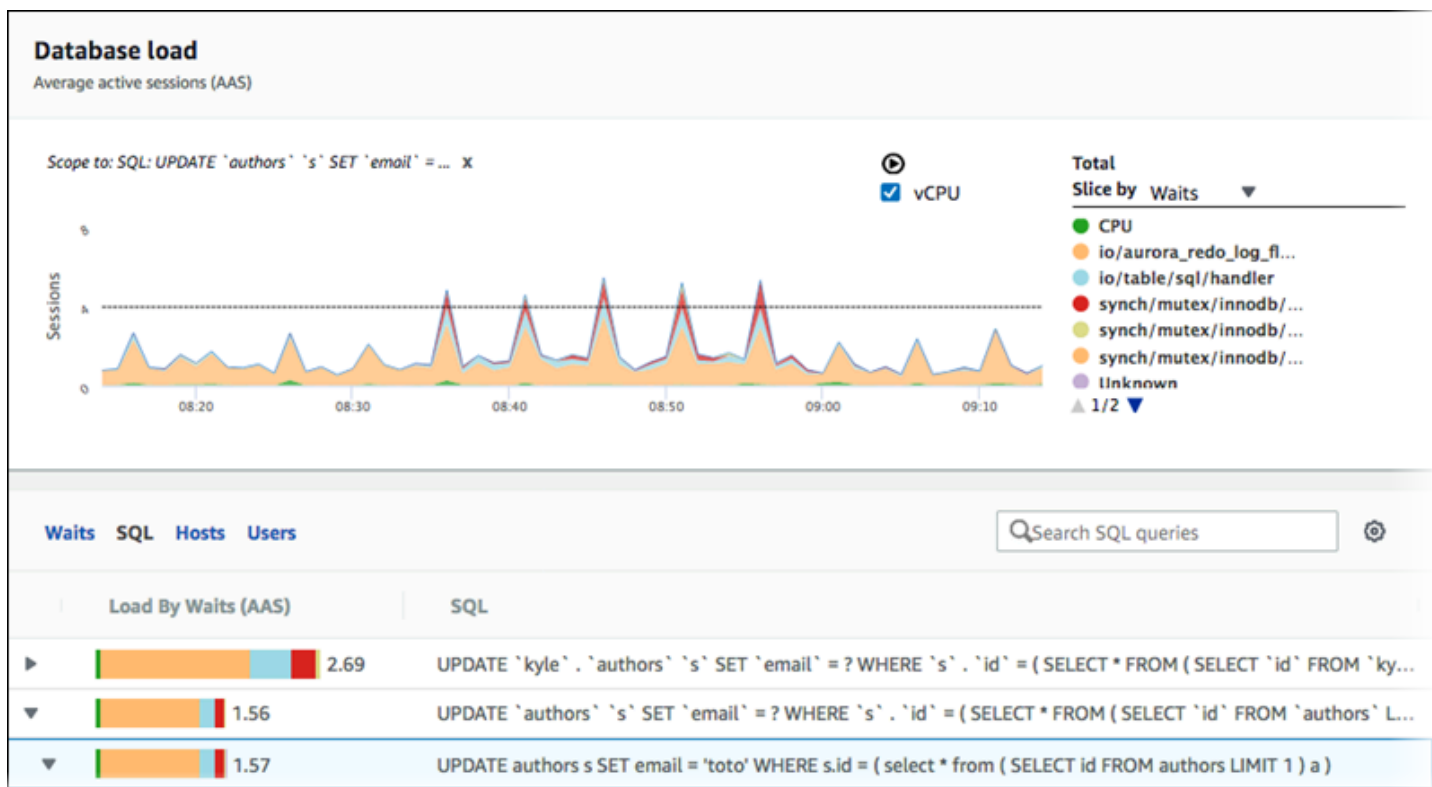 Database load
Average active sessions (AAS)
Scope to: SQL: UPDATE `authors` `s` SET `email` = ... x
vCPU
Total
Slice by Waits
CPU
io/aurora_redo_log_fl...
io/table/sql/handler
synch/mutex/innodb/...
synch/mutex/innodb/...
synch/mutex/innodb/...
Unknown
1/2
Sessions
8
4
0
08:20 08:30 08:40 08:50 09:00 09:10
Waits SQL Hosts Users
Search SQL queries
Load By Waits (AAS) SQL
2.69 UPDATE `kyle` . `authors` `s` SET `email` = ? WHERE `s` . `id` = ( SELECT * FROM ( SELECT `id` FROM `ky...
1.56 UPDATE `authors` `s` SET `email` = ? WHERE `s` . `id` = ( SELECT * FROM ( SELECT `id` FROM `authors` L...
1.57 UPDATE authors s SET email = 'toto' WHERE s.id = ( select * from ( SELECT id FROM authors LIMIT 1 ) a )